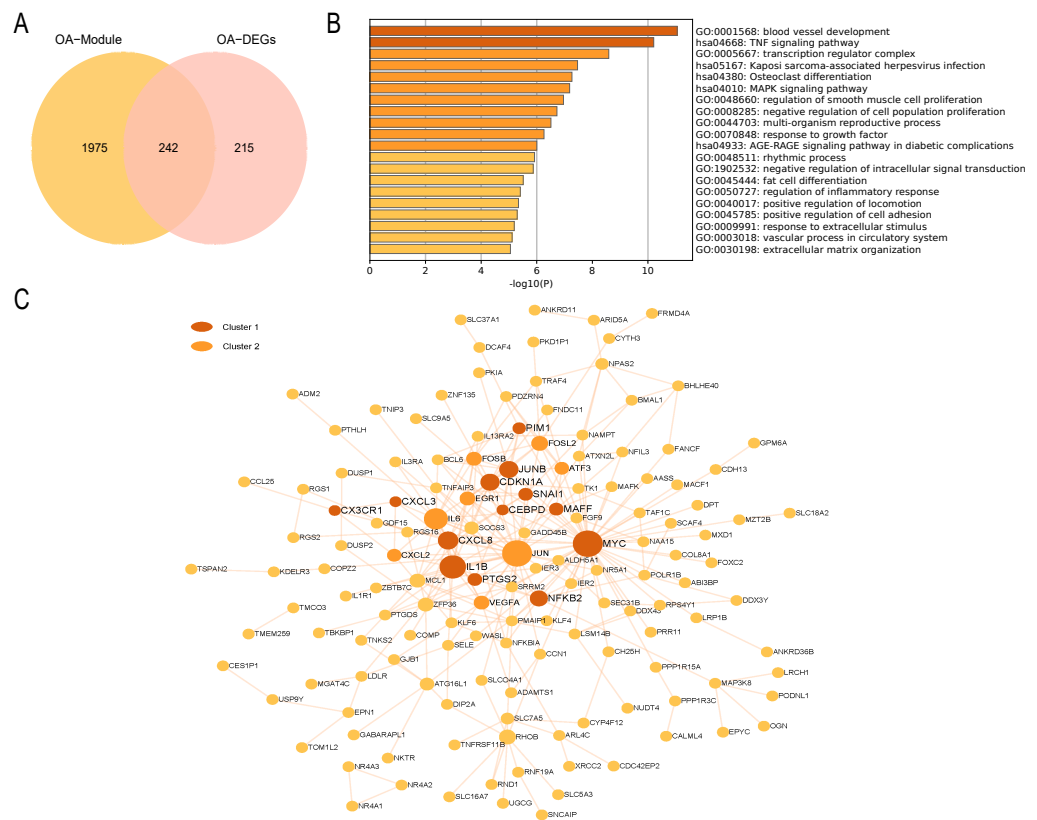 A
OA-Module
OA-DEGs
1975
242
215
B
GO:0001568: blood vessel development
hsa04668: TNF signaling pathway
GO:0005667: transcription regulator complex
hsa05167: Kaposi sarcoma-associated herpesvirus infection
hsa04380: Osteoclast differentiation
hsa04010: MAPK signaling pathway
GO:0048660: regulation of smooth muscle cell proliferation
GO:0008285: negative regulation of cell population proliferation
GO:0044703: multi-organism reproductive process
GO:0070848: response to growth factor
hsa04933: AGE-RAGE signaling pathway in diabetic complications
GO:0048511: rhythmic process
GO:1902532: negative regulation of intracellular signal transduction
GO:0045444: fat cell differentiation
GO:0050727: regulation of inflammatory response
GO:0040017: positive regulation of locomotion
GO:0045785: positive regulation of cell adhesion
GO:0009991: response to extracellular stimulus
GO:0003018: vascular process in circulatory system
GO:0030198: extracellular matrix organization
0 2 4 6 8 10
-log10(P)
C
Cluster 1
Cluster 2
ANKRD11
SLC37A1
ARID5A
FRMD4A
CYTH3
PKD1P1
DCAF4
NPAS2
PKIA
TRAF4
BHLHE40
ADM2
ZNF135
PDZRN4
BMAL1
TNIP3
FNDC11
SLC9A5
PTHLH
PIM1
IL13RA2
NAMPT
FOSL2
GPM6A
NFIL3
FANCF
ATXN2L
IL3RA
BCL6
FOSB
JUNB
ATF3
CDH13
DUSP1
CCL26
CDKN1A
AASS
MACF1
RGS1
TNFAIP3
TK1
MAFK
EGR1
SNAI1
CXCL3
DPT
CX3CR1
CEBPD
MAFF
TAF1C
SLC18A2
IL6
FGF9
MZT2B
GDF15
SCAF4
SOCS3
RGS16
GADD45B
MXD1
RGS2
CXCL8
MYC
NAA15
DUSP2
CXCL2
JUN
COL8A1
ALDH5A1
FOXC2
TSPAN2
KDELR3
COPZ2
IL1B
IER3
NR5A1
POLR1B
MCL1
PTGS2
ABI3BP
ZBTB7C
SRRM2
IER2
IL1R1
VEGFA
NFKB2
SEC31B
RPS4Y1
DDX3Y
TMCO3
ZFP36
DDX43
PTGDS
LRP1B
KLF6
PMAIP1
KLF4
TMEM259
TBKBP1
COMP
WASL
LSM14B
PRR11
TNKS2
SELE
NFKBIA
CCN1
CH25H
ANKRD36B
GJB1
CES1P1
PPP1R15A
LRCH1
LDLR
MGAT4C
ATG16L1
SLCO4A1
MAP3K8
ADAMTS1
PODNL1
USP9Y
DIP2A
PPP1R3C
NUDT4
EPN1
SLC7A5
CYP4F12
OGN
GABARAPL1
RHOB
ARL4C
CALML4
EPYC
TOM1L2
TNFRSF11B
NKTR
NR4A3
XRCC2
CDC42EP2
RNF19A
NR4A2
RND1
SLC16A7
SLC5A3
NR4A1
UGCG
SNCAIP